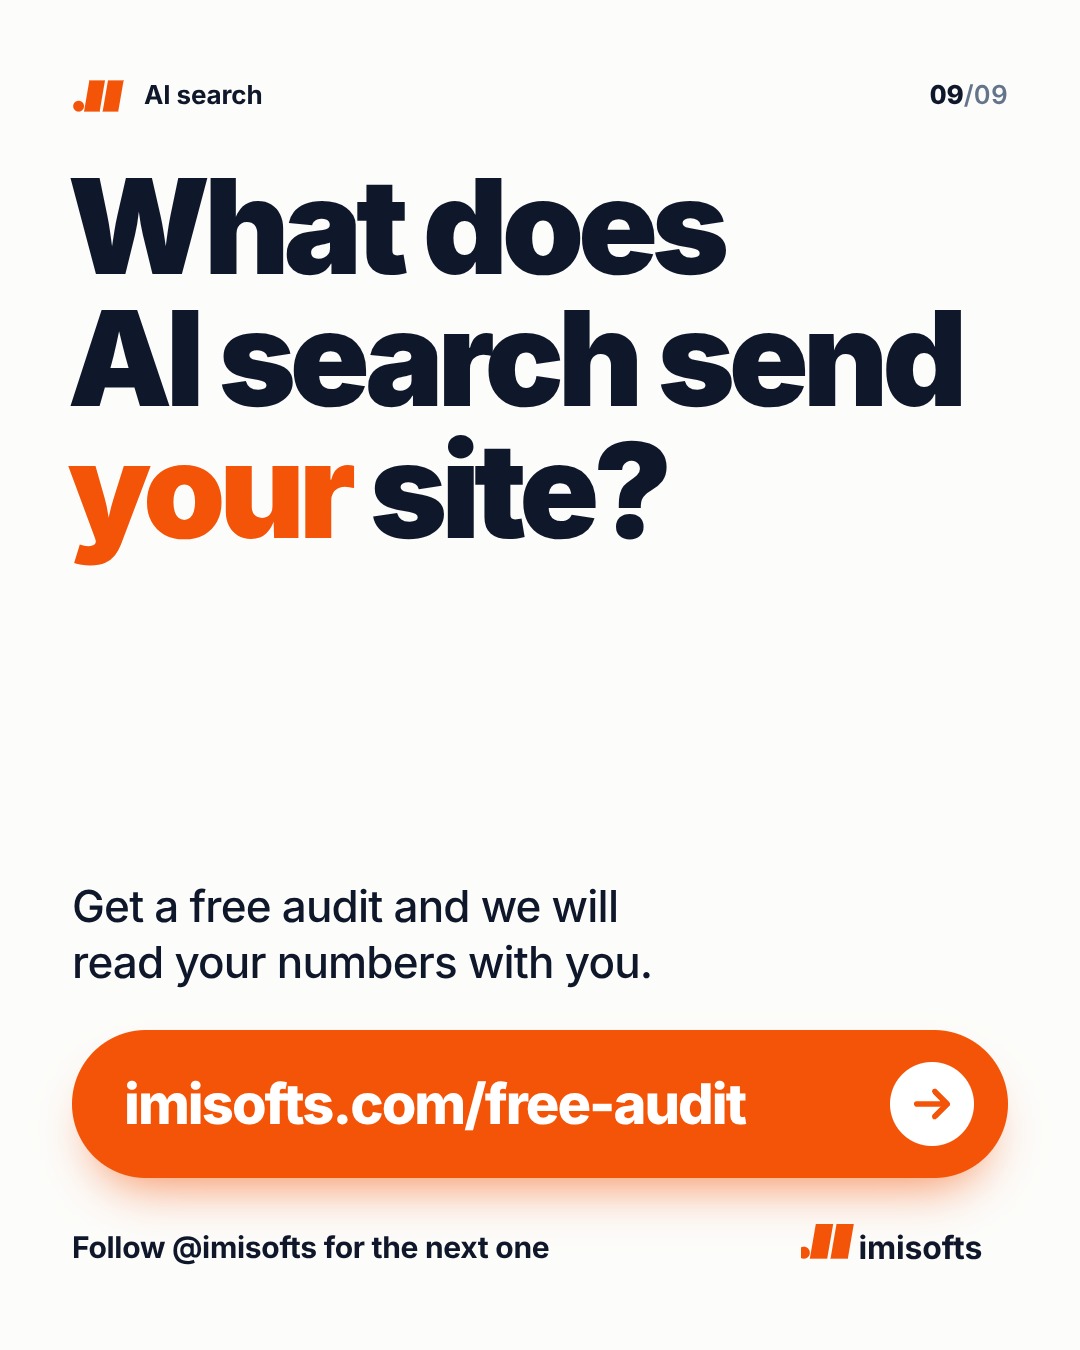 AI search
09/09
What does
AI search send
your site?
Get a free audit and we will
read your numbers with you.
imisofts.com/free-audit
Follow @imisofts for the next one
imisofts